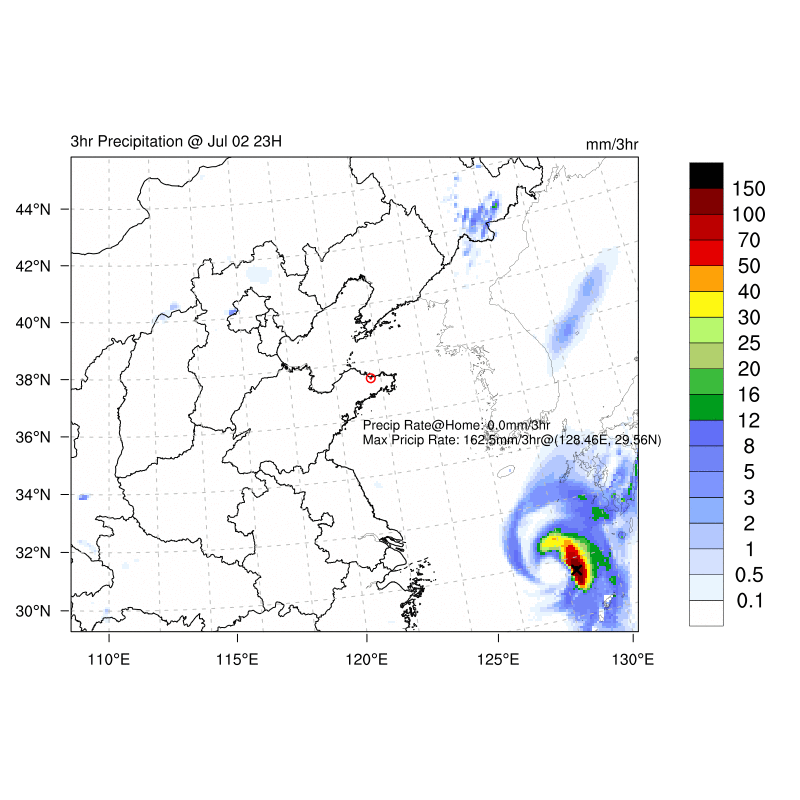 3hr Precipitation @ Jul 02 23H
mm/3hr
44°N
42°N
40°N
38°N
36°N
34°N
32°N
30°N
110°E
115°E
120°E
125°E
130°E
Precip Rate@Home: 0.0mm/3hr
Max Pricip Rate: 162.5mm/3hr@(128.46E, 29.56N)
150
100
70
50
40
30
25
20
16
12
8
5
3
2
1
0.5
0.1